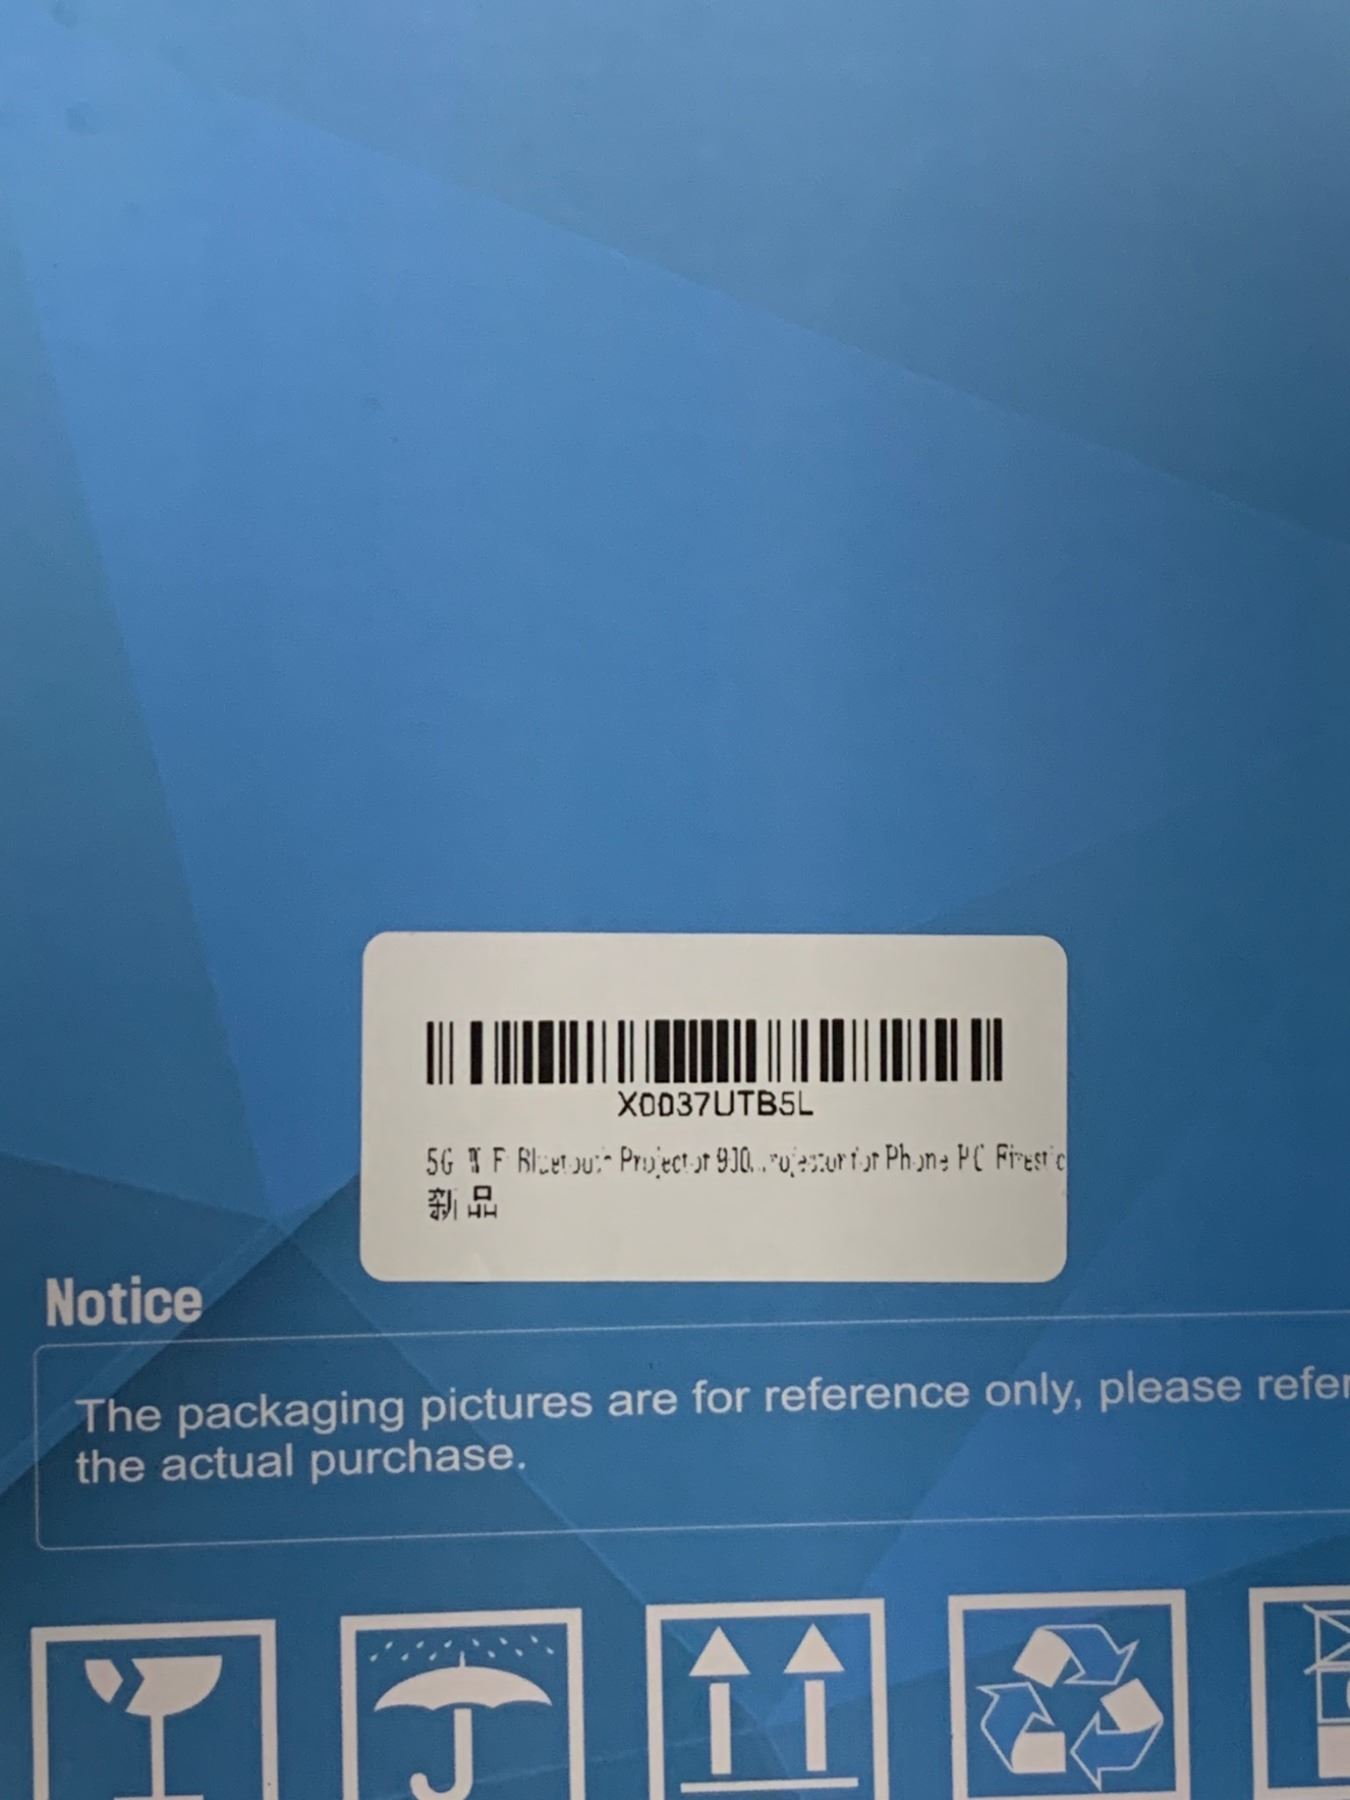 X0037UTB5L
5G Bluetooth Projector for Phone PC
新品
Notice
The packaging pictures are for reference only, please refer
the actual purchase.